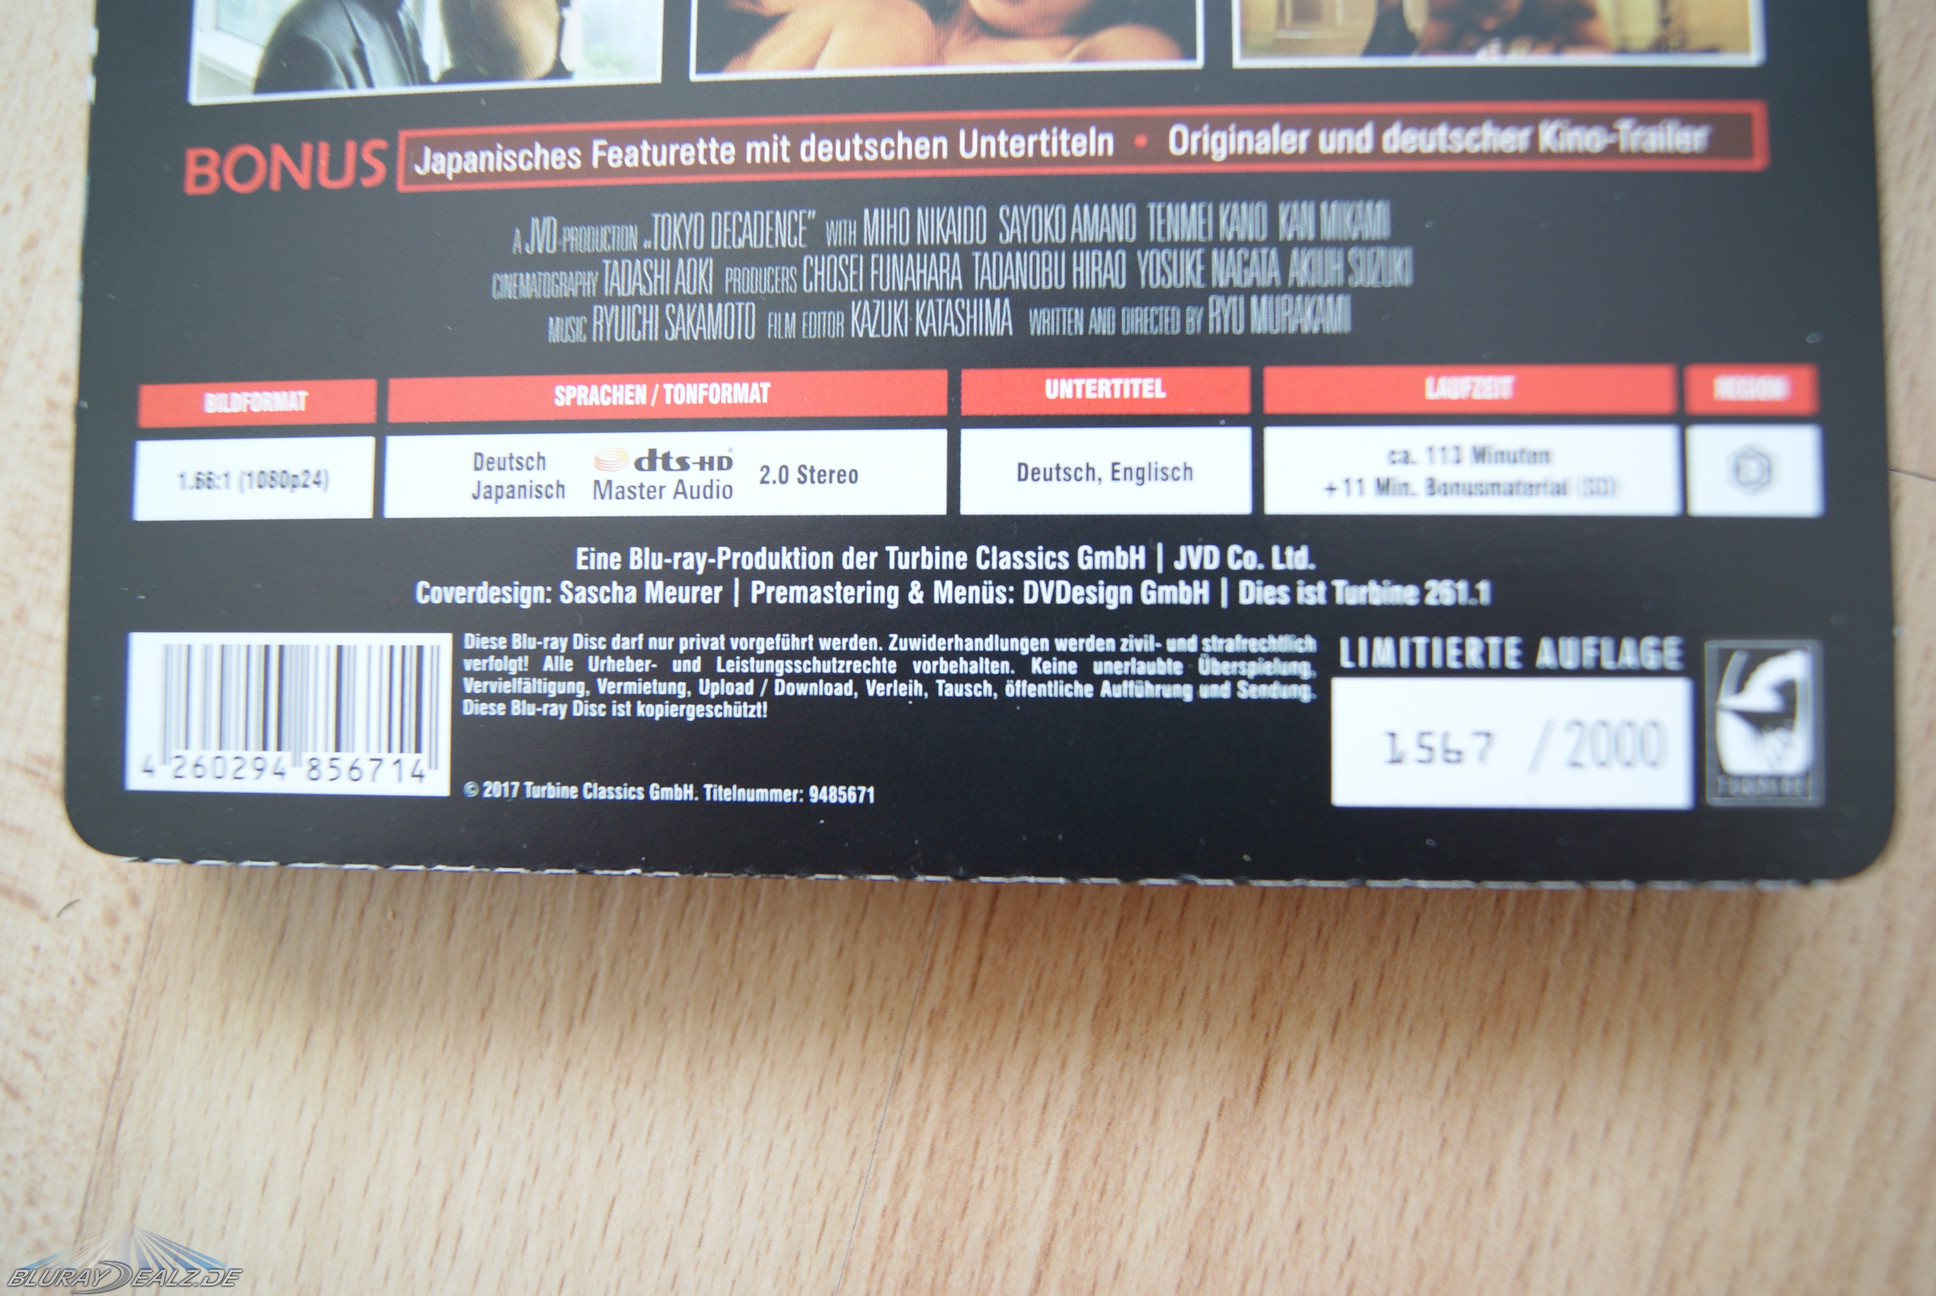 BONUS Japanisches Featurette mit deutschen Untertiteln • Originaler und deutscher Kino-Trailer
A JVD-PRODUCTION „TOKYO DECADENCE" WITH MIHO NIKAIDO SAYOKO AMANO TENMEI KANO KAN MIKAMI
CINEMATOGRAPHY TADASHI AOKI PRODUCERS CHOSEI FUNAHARA TADANOBU HIRAO YOSUKE NAGATA AKIUH SUZUKI
MUSIC RYUICHI SAKAMOTO FILM EDITOR KAZUKI KATASHIMA WRITTEN AND DIRECTED BY RYU MURAKAMI
BILDFORMAT SPRACHEN / TONFORMAT UNTERTITEL LAUFZEIT REGION
1.66:1 (1080p24)
Deutsch
Japanisch
dts-HD
Master Audio
2.0 Stereo
Deutsch, Englisch
ca. 113 Minuten
+ 11 Min. Bonusmaterial (SD)
B
Eine Blu-ray-Produktion der Turbine Classics GmbH | JVD Co. Ltd.
Coverdesign: Sascha Meurer | Premastering & Menüs: DVDesign GmbH | Dies ist Turbine 261.1
4 260294 856714
Diese Blu-ray Disc darf nur privat vorgeführt werden. Zuwiderhandlungen werden zivil- und strafrechtlich
verfolgt! Alle Urheber- und Leistungsschutzrechte vorbehalten. Keine unerlaubte Überspielung,
Vervielfältigung, Vermietung, Upload / Download, Verleih, Tausch, öffentliche Aufführung und Sendung.
Diese Blu-ray Disc ist kopiergeschützt!
© 2017 Turbine Classics GmbH. Titelnummer: 9485671
LIMITIERTE AUFLAGE
1567 / 2000
TURBINE
BLURAYDEALZ.DE